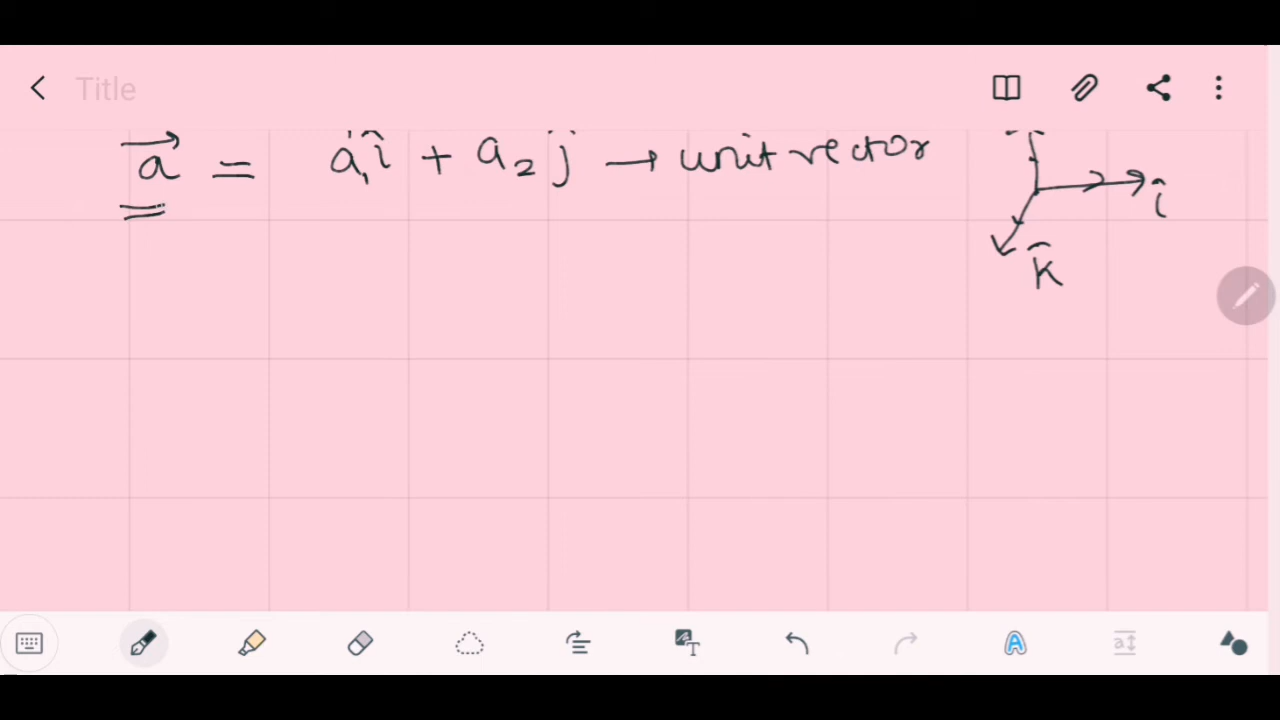 Title
→a = a₁î + a₂ĵ → unit vector
î
k̂